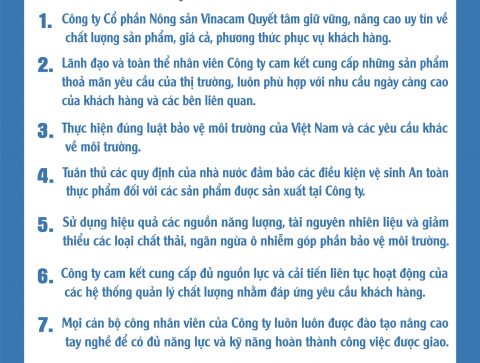 1. Công ty Cổ phần Nông sản Vinacam Quyết tâm giữ vững, nâng cao uy tín về
chất lượng sản phẩm, giá cả, phương thức phục vụ khách hàng.
2. Lãnh đạo và toàn thể nhân viên Công ty cam kết cung cấp những sản phẩm
thoả mãn yêu cầu của thị trường, luôn phù hợp với nhu cầu ngày càng cao
của khách hàng và các bên liên quan.
3. Thực hiện đúng luật bảo vệ môi trường của Việt Nam và các yêu cầu khác
về môi trường.
4. Tuân thủ các quy định của nhà nước đảm bảo các điều kiện vệ sinh An toàn
thực phẩm đối với các sản phẩm được sản xuất tại Công ty.
5. Sử dụng hiệu quả các nguồn năng lượng, tài nguyên nhiên liệu và giảm
thiểu các loại chất thải, ngăn ngừa ô nhiễm góp phần bảo vệ môi trường.
6. Công ty cam kết cung cấp đủ nguồn lực và cải tiến liên tục hoạt động của
các hệ thống quản lý chất lượng nhằm đáp ứng yêu cầu khách hàng.
7. Mọi cán bộ công nhân viên của Công ty luôn luôn được đào tạo nâng cao
tay nghề để có đủ năng lực và kỹ năng hoàn thành công việc được giao.